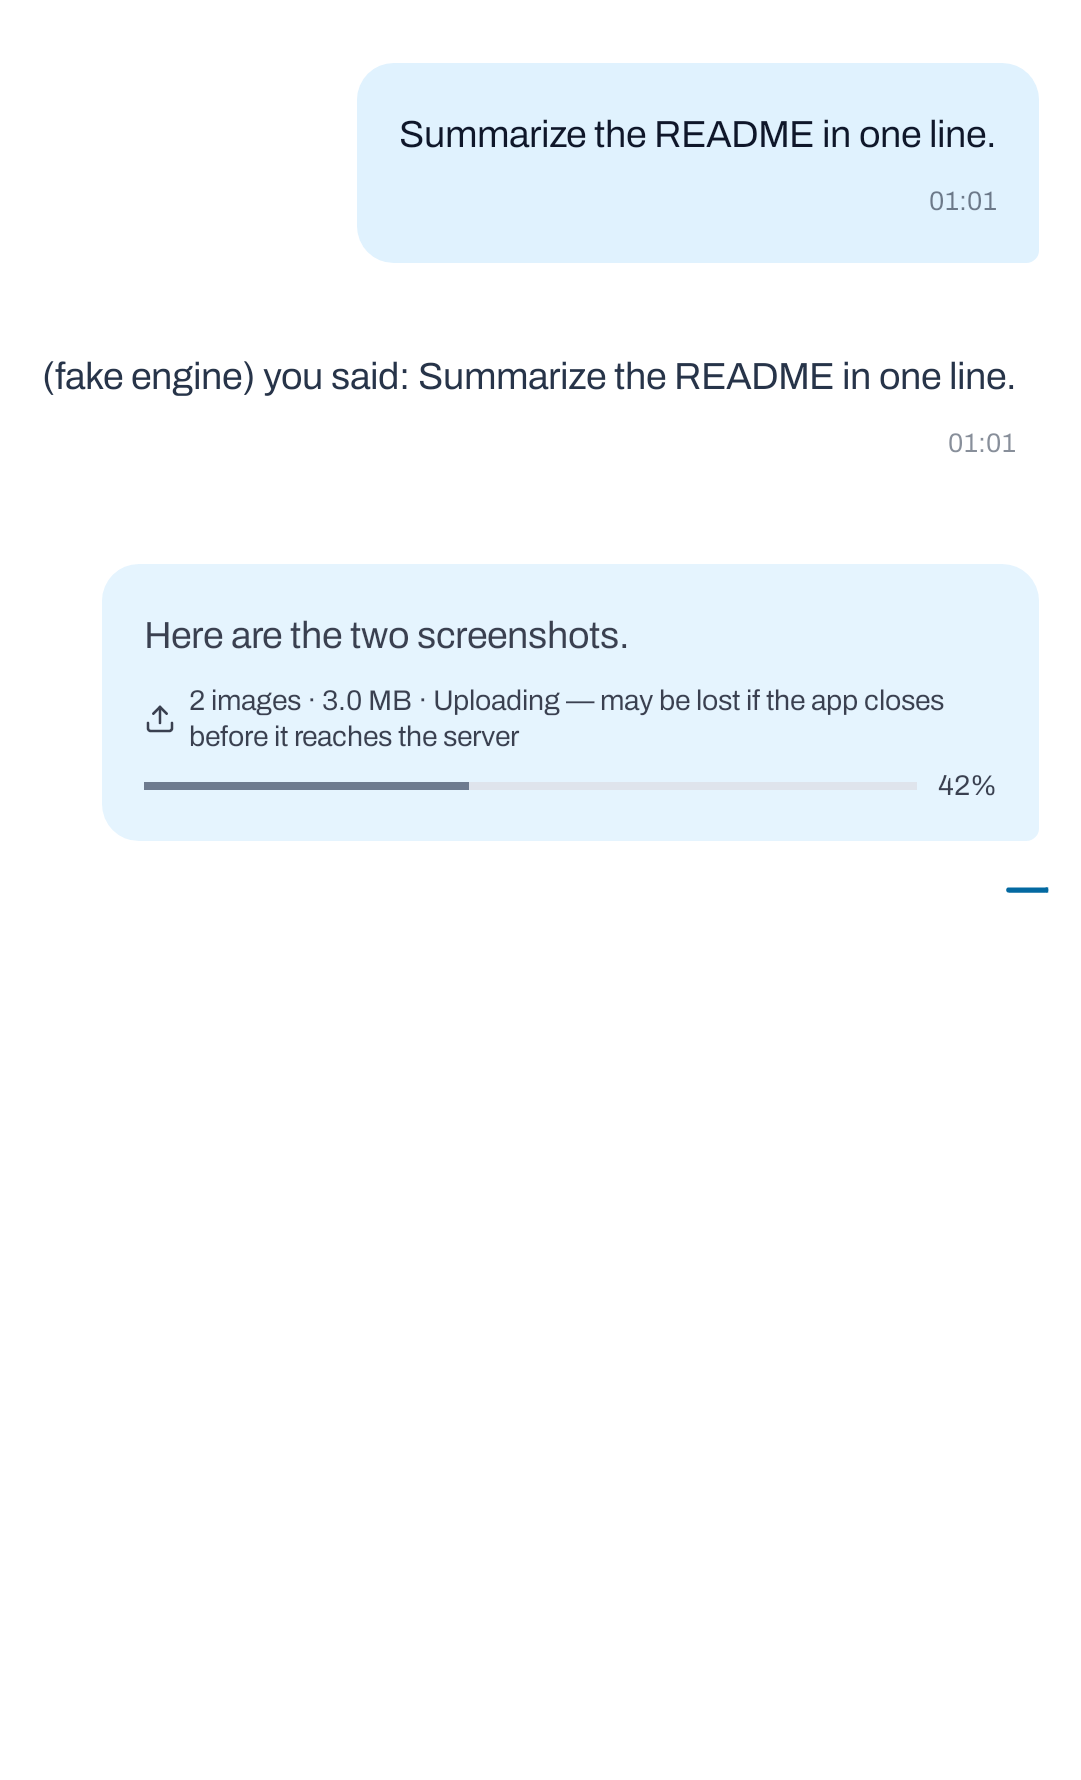 Summarize the README in one line.
01:01
(fake engine) you said: Summarize the README in one line.
01:01
Here are the two screenshots.
2 images · 3.0 MB · Uploading — may be lost if the app closes
before it reaches the server
42%